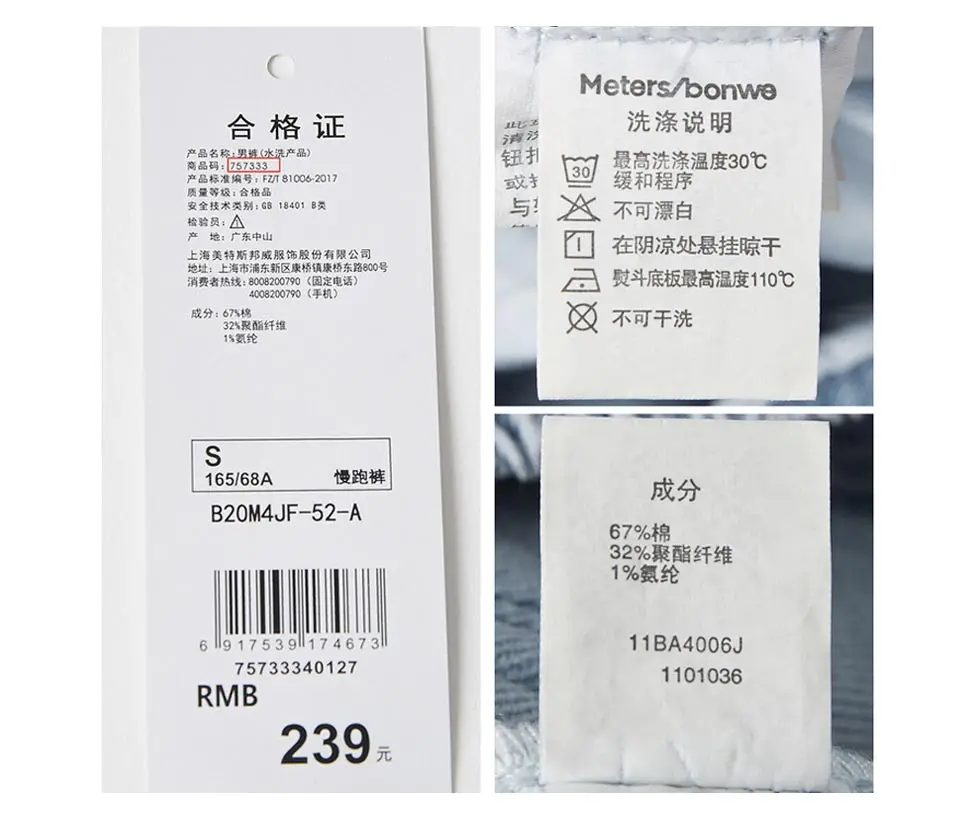 合格证
产品名称:男裤(水洗产品)
商品码:757333
产品标准编号:FZ/T 81006-2017
质量等级:合格品
安全技术类别:GB 18401 B类
检验员:
产 地:广东中山
上海美特斯邦威服饰股份有限公司
地址:上海市浦东新区康桥镇康桥东路800号
消费者热线:8008200790(固定电话)
4008200790(手机)
成分:67%棉
32%聚酯纤维
1%氨纶
S
165/68A 慢跑裤
B20M4JF-52-A
6 917539 174673
75733340127
RMB
239元
Meters/bonwe
洗涤说明
30 最高洗涤温度30℃
缓和程序
不可漂白
在阴凉处悬挂晾干
熨斗底板最高温度110℃
不可干洗
成分
67%棉
32%聚酯纤维
1%氨纶
11BA4006J
1101036